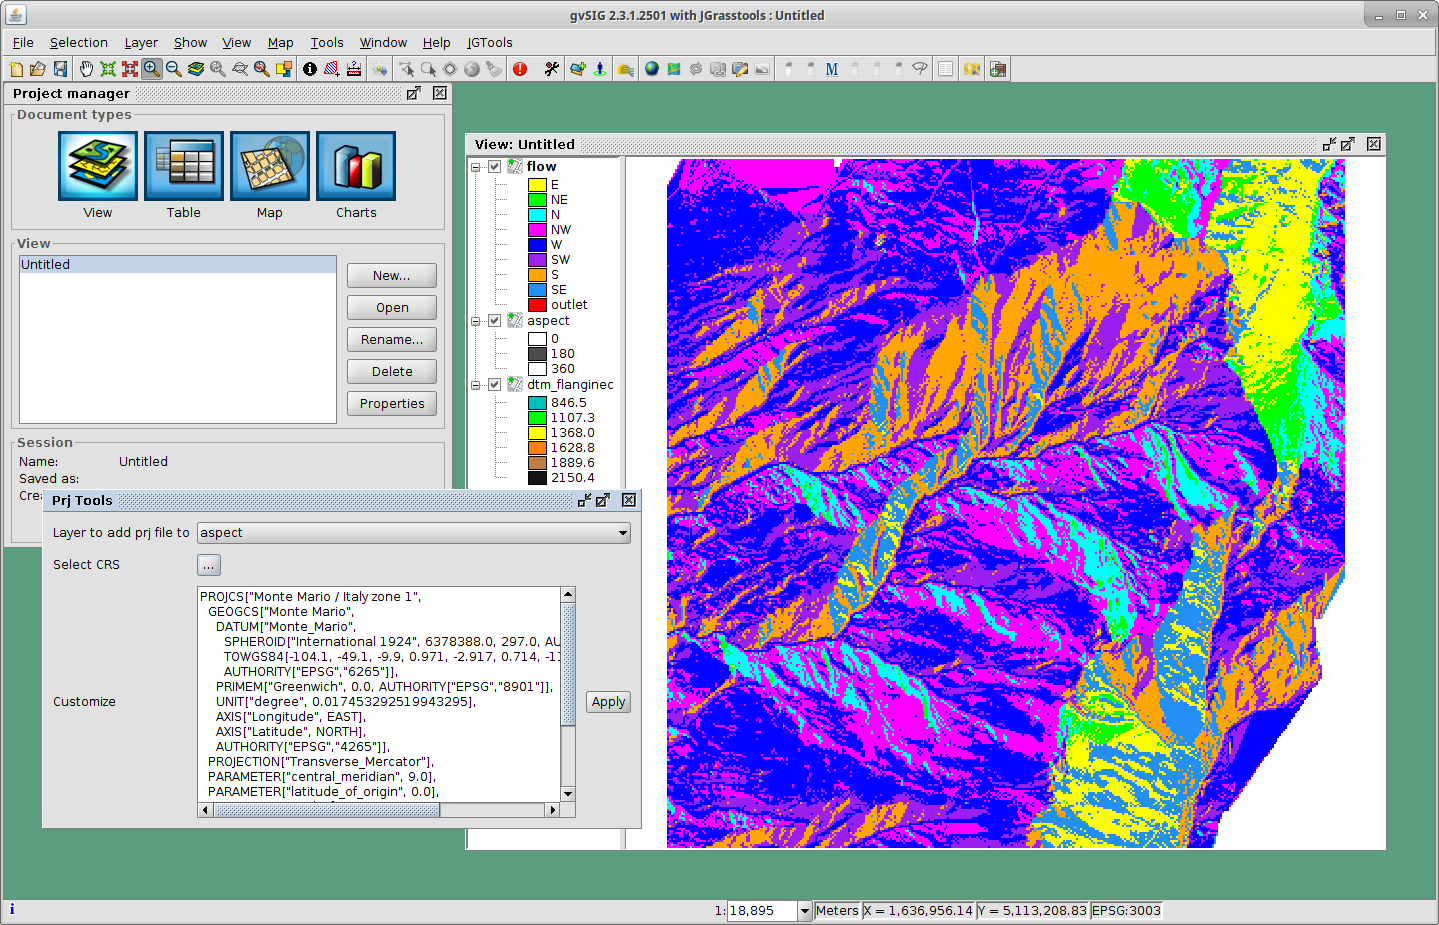 gvSIG 2.3.1.2501 with JGrasstools : Untitled
File Selection Layer Show View Map Tools Window Help JGTools
M
Project manager
Document types
View Table Map Charts
View
Untitled
New...
Open
Rename...
Delete
Properties
Session
Name: Untitled
Saved as:
Crea
View: Untitled
flow
E
NE
N
NW
W
SW
S
SE
outlet
aspect
0
180
360
dtm_flanginec
846.5
1107.3
1368.0
1628.8
1889.6
2150.4
Prj Tools
Layer to add prj file to aspect
Select CRS ...
Customize
PROJCS["Monte Mario / Italy zone 1",
GEOGCS["Monte Mario",
DATUM["Monte_Mario",
SPHEROID["International 1924", 6378388.0, 297.0, AU
TOWGS84[-104.1, -49.1, -9.9, 0.971, -2.917, 0.714, -11
AUTHORITY["EPSG","6265"]],
PRIMEM["Greenwich", 0.0, AUTHORITY["EPSG","8901"]],
UNIT["degree", 0.017453292519943295],
AXIS["Longitude", EAST],
AXIS["Latitude", NORTH],
AUTHORITY["EPSG","4265"]],
PROJECTION["Transverse_Mercator"],
PARAMETER["central_meridian", 9.0],
PARAMETER["latitude_of_origin", 0.0],
Apply
1: 18,895 Meters X = 1,636,956.14 Y = 5,113,208.83 EPSG:3003